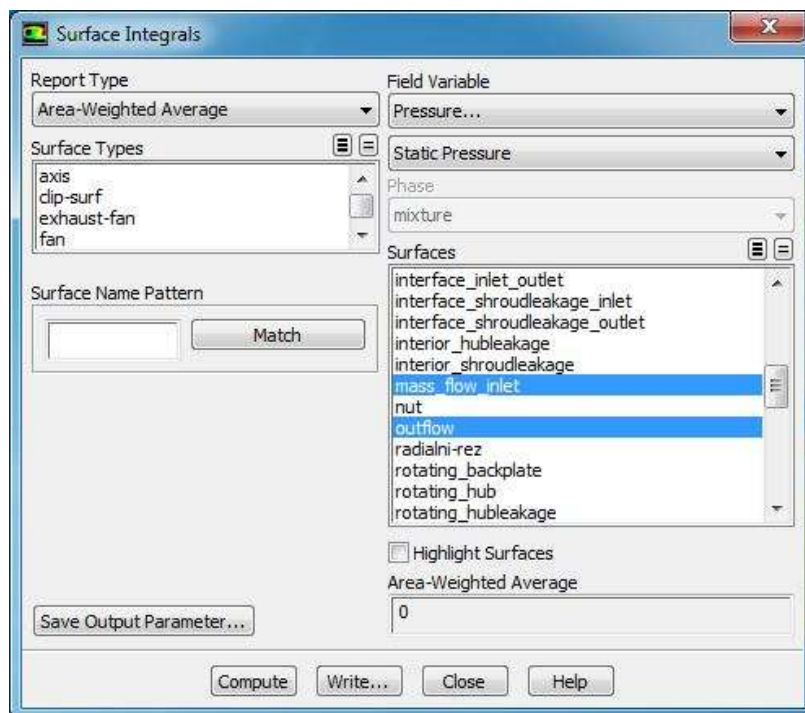 Surface Integrals
Report Type
Area-Weighted Average
Surface Types
axis
clip-surf
exhaust-fan
fan
Surface Name Pattern
Match
Save Output Parameter...
Field Variable
Pressure...
Static Pressure
Phase
mixture
Surfaces
interface_inlet_outlet
interface_shroudleakage_inlet
interface_shroudleakage_outlet
interior_hubleakage
interior_shroudleakage
mass_flow_inlet
nut
outflow
radialni-rez
rotating_backplate
rotating_hub
rotating_hubleakage
Highlight Surfaces
Area-Weighted Average
0
Compute Write... Close Help